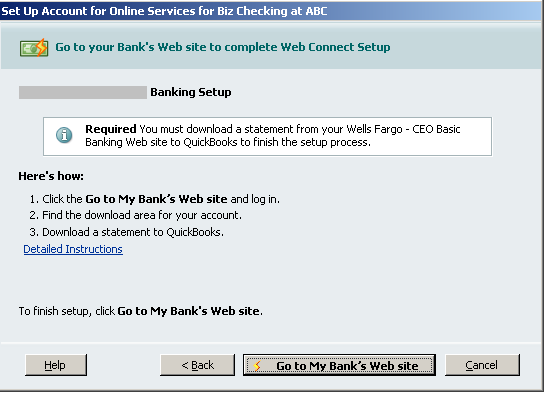 Set Up Account for Online Services for Biz Checking at ABC
Go to your Bank's Web site to complete Web Connect Setup
Banking Setup
Required You must download a statement from your Wells Fargo - CEO Basic
Banking Web site to QuickBooks to finish the setup process.
Here's how:
1. Click the Go to My Bank's Web site and log in.
2. Find the download area for your account.
3. Download a statement to QuickBooks.
Detailed Instructions
To finish setup, click Go to My Bank's Web site.
Help < Back Go to My Bank's Web site Cancel